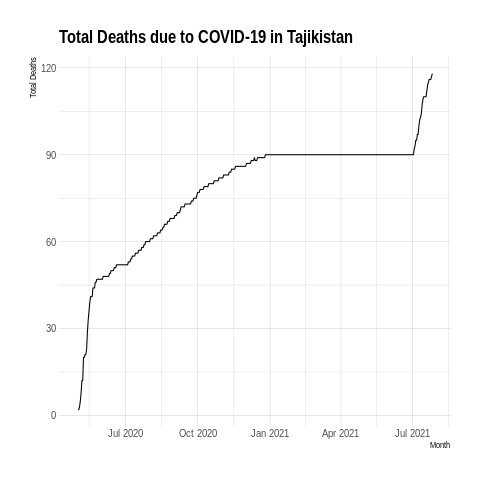 Total Deaths due to COVID-19 in Tajikistan
Total Deaths
120
90
60
30
0
Jul 2020 Oct 2020 Jan 2021 Apr 2021 Jul 2021
Month